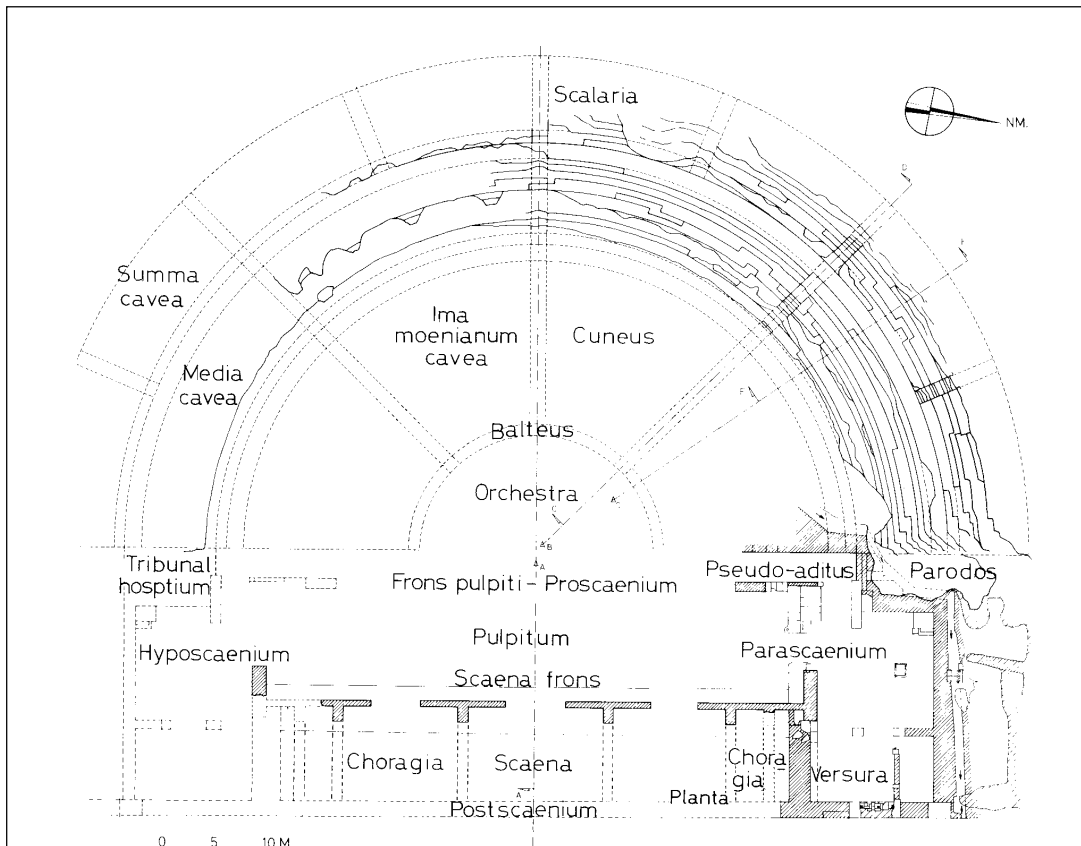 Scalaria
NM.
D
Summa
cavea
Ima
moenianum
cavea
Cuneus
Media
cavea
F
Balteus
Orchestra
C
B
A
Tribunal
hosptium
Frons pulpiti - Proscaenium
Pseudo-aditus
Parodos
Pulpitum
Hyposcaenium
Parascaenium
Scaena frons
Choragia
Scaena
Chora
gia
Versura
Planta
A
Postscaenium
0 5 10 M